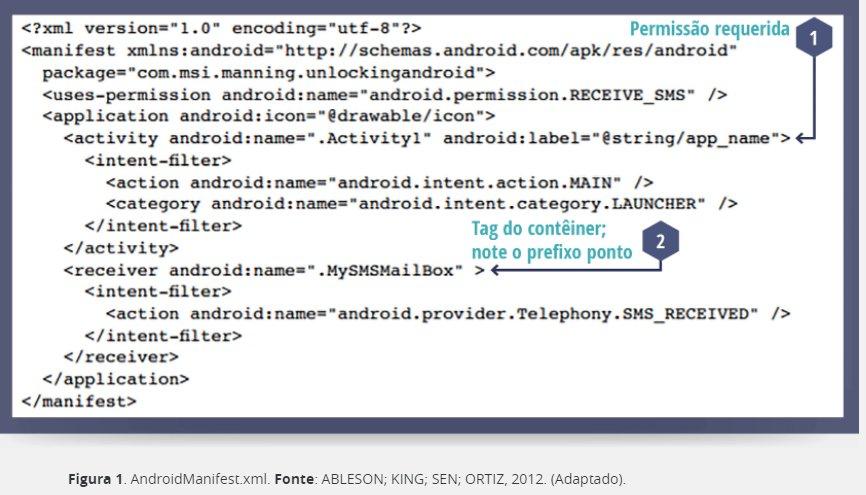 <?xml version="1.0" encoding="utf-8"?>
Permissão requerida
1
<manifest xmlns:android="http://schemas.android.com/apk/res/android"
package="com.msi.manning.unlockingandroid">
<uses-permission android:name="android.permission.RECEIVE_SMS" />
<application android:icon="@drawable/icon">
<activity android:name=".Activity1" android:label="@string/app_name">
<intent-filter>
<action android:name="android.intent.action.MAIN" />
<category android:name="android.intent.category.LAUNCHER" />
</intent-filter>
</activity>
Tag do contêiner;
note o prefixo ponto
2
<receiver android:name=".MySMSMailBox" >
<intent-filter>
<action android:name="android.provider.Telephony.SMS_RECEIVED" />
</intent-filter>
</receiver>
</application>
</manifest>
Figura 1. AndroidManifest.xml. Fonte: ABLESON; KING; SEN; ORTIZ, 2012. (Adaptado).